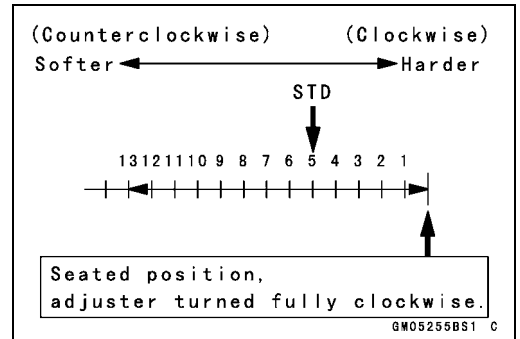 (Counterclockwise) (Clockwise)
Softer Harder
STD
13 12 11 10 9 8 7 6 5 4 3 2 1
Seated position,
adjuster turned fully clockwise.
GM05255BS1 C